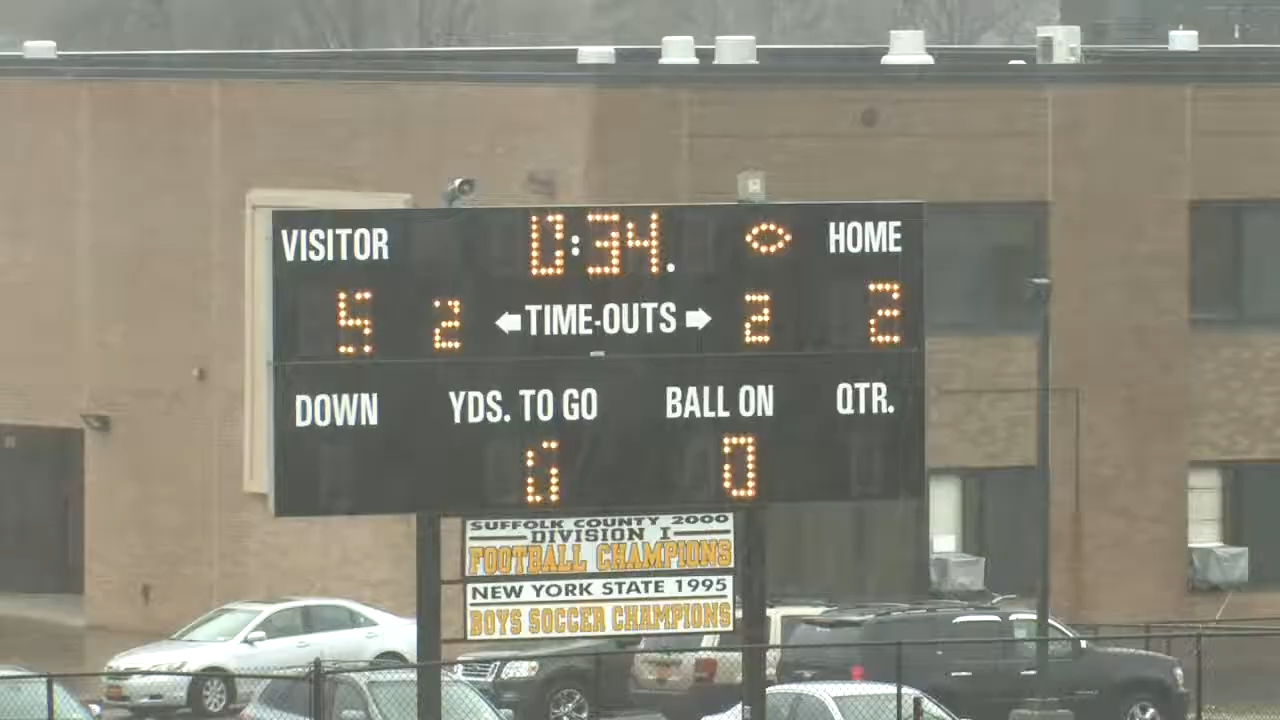 VISITOR 0:34. HOME
5 2 TIME-OUTS 2 2
DOWN YDS. TO GO BALL ON QTR.
6 0
SUFFOLK COUNTY 2000
DIVISION I
FOOTBALL CHAMPIONS
NEW YORK STATE 1995
BOYS SOCCER CHAMPIONS